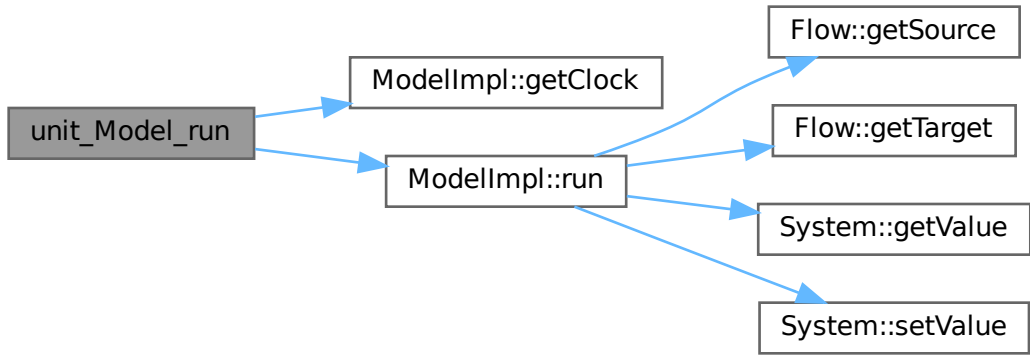 unit_Model_run
ModelImpl::getClock
ModelImpl::run
Flow::getSource
Flow::getTarget
System::getValue
System::setValue